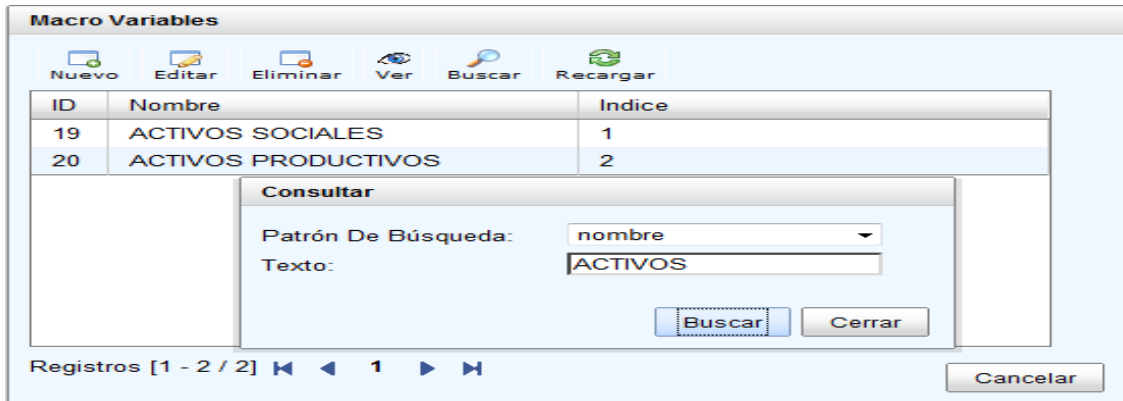 Macro Variables
Nuevo Editar Eliminar Ver Buscar Recargar
ID Nombre Indice
19 ACTIVOS SOCIALES 1
20 ACTIVOS PRODUCTIVOS 2
Consultar
Patrón De Búsqueda: nombre
Texto: ACTIVOS
Buscar Cerrar
Registros [1 - 2 / 2] 1
Cancelar